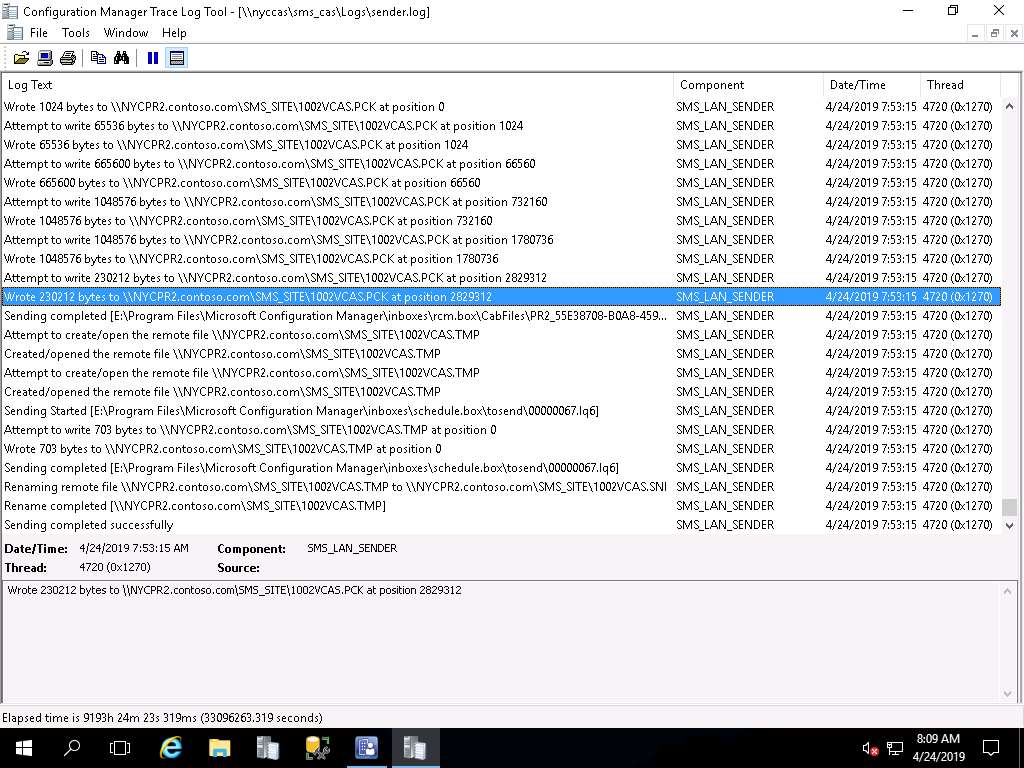 Configuration Manager Trace Log Tool - [\\nyccas\sms_cas\Logs\sender.log]
File Tools Window Help
Log Text Component Date/Time Thread
Wrote 1024 bytes to \\NYCPR2.contoso.com\SMS_SITE\1002VCAS.PCK at position 0 SMS_LAN_SENDER 4/24/2019 7:53:15 4720 (0x1270)
Attempt to write 65536 bytes to \\NYCPR2.contoso.com\SMS_SITE\1002VCAS.PCK at position 1024 SMS_LAN_SENDER 4/24/2019 7:53:15 4720 (0x1270)
Wrote 65536 bytes to \\NYCPR2.contoso.com\SMS_SITE\1002VCAS.PCK at position 1024 SMS_LAN_SENDER 4/24/2019 7:53:15 4720 (0x1270)
Attempt to write 665600 bytes to \\NYCPR2.contoso.com\SMS_SITE\1002VCAS.PCK at position 66560 SMS_LAN_SENDER 4/24/2019 7:53:15 4720 (0x1270)
Wrote 665600 bytes to \\NYCPR2.contoso.com\SMS_SITE\1002VCAS.PCK at position 66560 SMS_LAN_SENDER 4/24/2019 7:53:15 4720 (0x1270)
Attempt to write 1048576 bytes to \\NYCPR2.contoso.com\SMS_SITE\1002VCAS.PCK at position 732160 SMS_LAN_SENDER 4/24/2019 7:53:15 4720 (0x1270)
Wrote 1048576 bytes to \\NYCPR2.contoso.com\SMS_SITE\1002VCAS.PCK at position 732160 SMS_LAN_SENDER 4/24/2019 7:53:15 4720 (0x1270)
Attempt to write 1048576 bytes to \\NYCPR2.contoso.com\SMS_SITE\1002VCAS.PCK at position 1780736 SMS_LAN_SENDER 4/24/2019 7:53:15 4720 (0x1270)
Wrote 1048576 bytes to \\NYCPR2.contoso.com\SMS_SITE\1002VCAS.PCK at position 1780736 SMS_LAN_SENDER 4/24/2019 7:53:15 4720 (0x1270)
Attempt to write 230212 bytes to \\NYCPR2.contoso.com\SMS_SITE\1002VCAS.PCK at position 2829312 SMS_LAN_SENDER 4/24/2019 7:53:15 4720 (0x1270)
Wrote 230212 bytes to \\NYCPR2.contoso.com\SMS_SITE\1002VCAS.PCK at position 2829312 SMS_LAN_SENDER 4/24/2019 7:53:15 4720 (0x1270)
Sending completed [E:\Program Files\Microsoft Configuration Manager\inboxes\rcm.box\CabFiles\PR2_55E38708-B0A8-459... SMS_LAN_SENDER 4/24/2019 7:53:15 4720 (0x1270)
Attempt to create/open the remote file \\NYCPR2.contoso.com\SMS_SITE\1002VCAS.TMP SMS_LAN_SENDER 4/24/2019 7:53:15 4720 (0x1270)
Created/opened the remote file \\NYCPR2.contoso.com\SMS_SITE\1002VCAS.TMP SMS_LAN_SENDER 4/24/2019 7:53:15 4720 (0x1270)
Attempt to create/open the remote file \\NYCPR2.contoso.com\SMS_SITE\1002VCAS.TMP SMS_LAN_SENDER 4/24/2019 7:53:15 4720 (0x1270)
Created/opened the remote file \\NYCPR2.contoso.com\SMS_SITE\1002VCAS.TMP SMS_LAN_SENDER 4/24/2019 7:53:15 4720 (0x1270)
Sending Started [E:\Program Files\Microsoft Configuration Manager\inboxes\schedule.box\tosend\00000067.lq6] SMS_LAN_SENDER 4/24/2019 7:53:15 4720 (0x1270)
Attempt to write 703 bytes to \\NYCPR2.contoso.com\SMS_SITE\1002VCAS.TMP at position 0 SMS_LAN_SENDER 4/24/2019 7:53:15 4720 (0x1270)
Wrote 703 bytes to \\NYCPR2.contoso.com\SMS_SITE\1002VCAS.TMP at position 0 SMS_LAN_SENDER 4/24/2019 7:53:15 4720 (0x1270)
Sending completed [E:\Program Files\Microsoft Configuration Manager\inboxes\schedule.box\tosend\00000067.lq6] SMS_LAN_SENDER 4/24/2019 7:53:15 4720 (0x1270)
Renaming remote file \\NYCPR2.contoso.com\SMS_SITE\1002VCAS.TMP to \\NYCPR2.contoso.com\SMS_SITE\1002VCAS.SNI SMS_LAN_SENDER 4/24/2019 7:53:15 4720 (0x1270)
Rename completed [\\NYCPR2.contoso.com\SMS_SITE\1002VCAS.TMP] SMS_LAN_SENDER 4/24/2019 7:53:15 4720 (0x1270)
Sending completed successfully SMS_LAN_SENDER 4/24/2019 7:53:15 4720 (0x1270)
Date/Time: 4/24/2019 7:53:15 AM Component: SMS_LAN_SENDER
Thread: 4720 (0x1270) Source:
Wrote 230212 bytes to \\NYCPR2.contoso.com\SMS_SITE\1002VCAS.PCK at position 2829312
Elapsed time is 9193h 24m 23s 319ms (33096263.319 seconds)
8:09 AM
4/24/2019